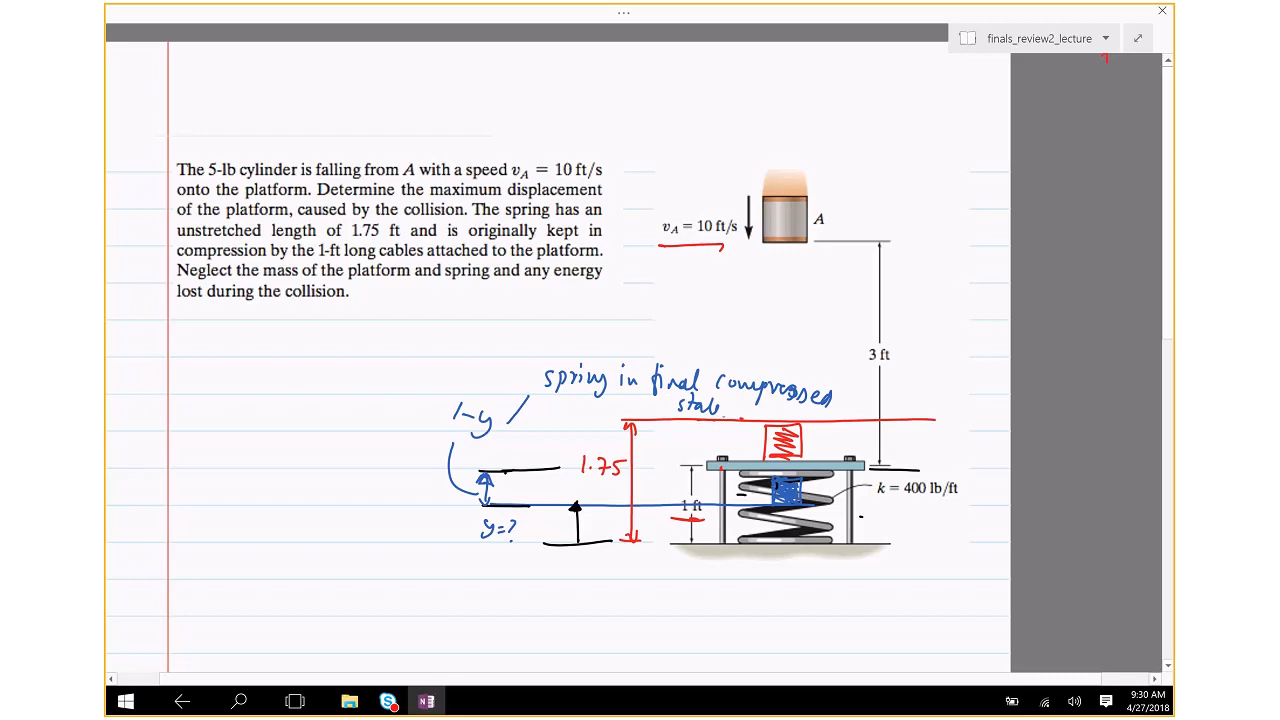 ...
finals_review2_lecture
The 5-lb cylinder is falling from A with a speed vA = 10 ft/s
onto the platform. Determine the maximum displacement
of the platform, caused by the collision. The spring has an
unstretched length of 1.75 ft and is originally kept in
compression by the 1-ft long cables attached to the platform.
Neglect the mass of the platform and spring and any energy
lost during the collision.
A
vA = 10 ft/s
3 ft
spring in final compressed
state
1-y
1.75
k = 400 lb/ft
1 ft
y=?
9:30 AM
4/27/2018